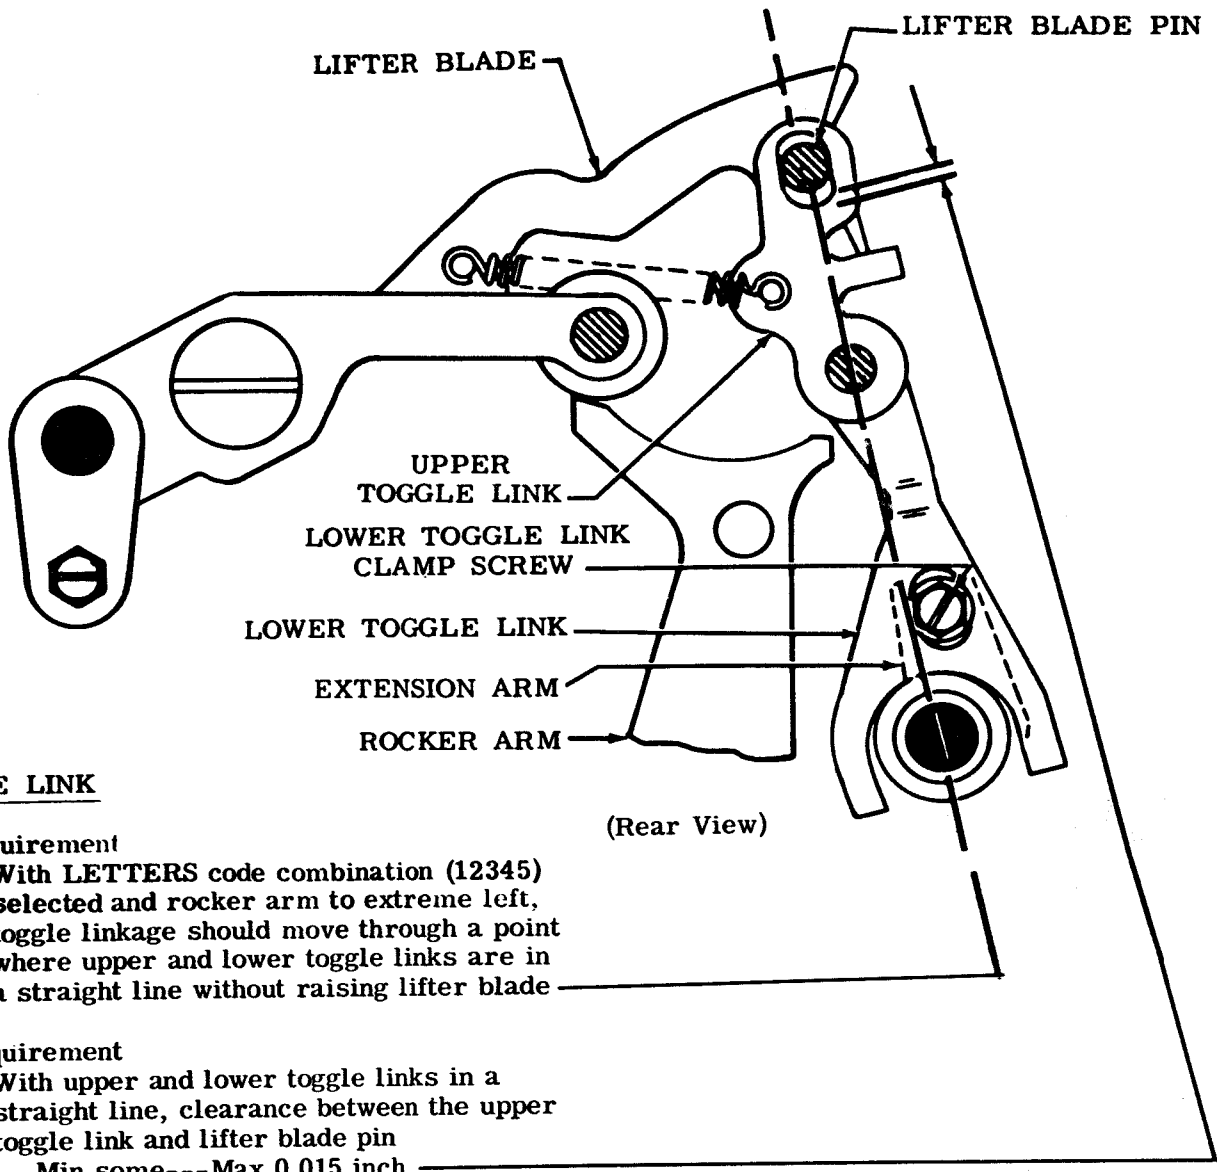 LIFTER BLADE PIN
LIFTER BLADE
UPPER
TOGGLE LINK
LOWER TOGGLE LINK
CLAMP SCREW
LOWER TOGGLE LINK
EXTENSION ARM
ROCKER ARM
(Rear View)
E LINK
uirement
With LETTERS code combination (12345)
selected and rocker arm to extreme left,
toggle linkage should move through a point
where upper and lower toggle links are in
a straight line without raising lifter blade
quirement
With upper and lower toggle links in a
straight line, clearance between the upper
toggle link and lifter blade pin
Min some---Max 0.015 inch